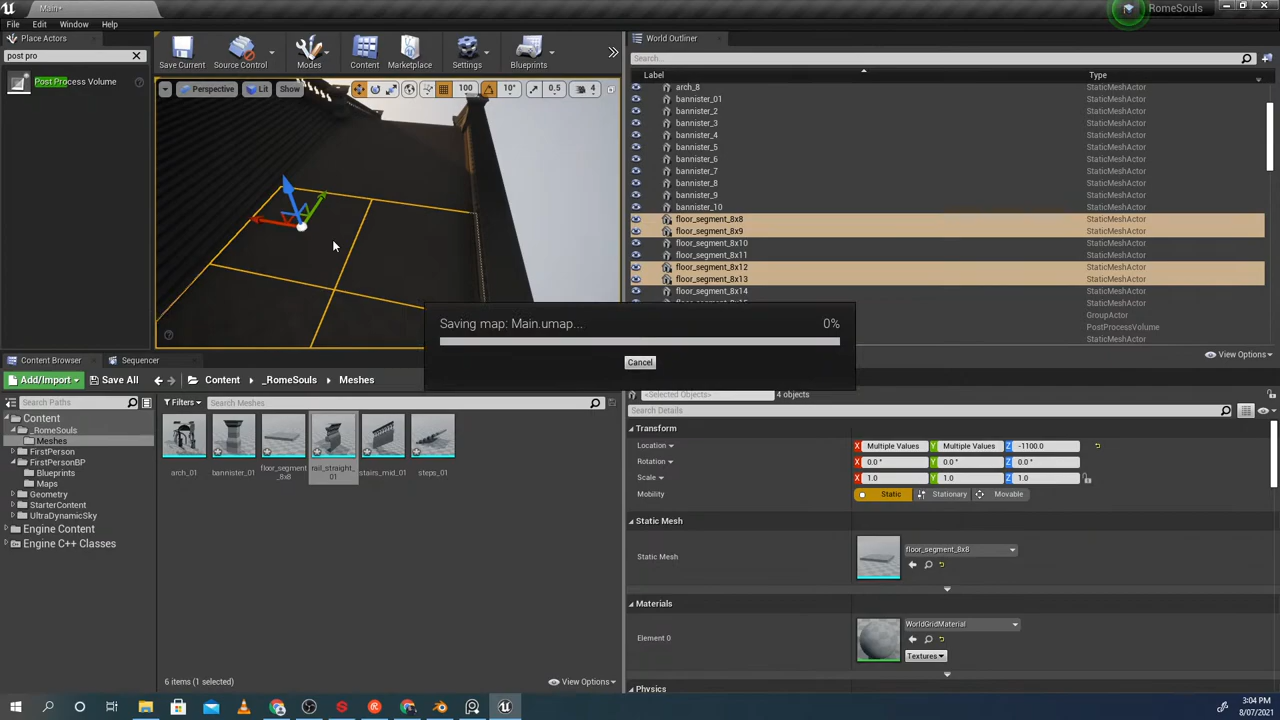 Main+
RomeSouls
File Edit Window Help
Place Actors
World Outliner
post pro
Search...
Post Process Volume
Save Current Source Control Modes Content Marketplace Settings Blueprints
Label Type
Perspective Lit Show 100 10° 0.5 4
arch_8 StaticMeshActor
bannister_01 StaticMeshActor
bannister_2 StaticMeshActor
bannister_3 StaticMeshActor
bannister_4 StaticMeshActor
bannister_5 StaticMeshActor
bannister_6 StaticMeshActor
bannister_7 StaticMeshActor
bannister_8 StaticMeshActor
bannister_9 StaticMeshActor
bannister_10 StaticMeshActor
floor_segment_8x8 StaticMeshActor
floor_segment_8x9 StaticMeshActor
floor_segment_8x10 StaticMeshActor
floor_segment_8x11 StaticMeshActor
floor_segment_8x12 StaticMeshActor
floor_segment_8x13 StaticMeshActor
floor_segment_8x14 StaticMeshActor
StaticMeshActor
GroupActor
PostProcessVolume
StaticMeshActor
Saving map: Main.umap... 0%
Cancel
View Options
Content Browser Sequencer
Add/Import Save All Content _RomeSouls Meshes
<Selected Objects> 4 objects
Search Paths Filters Search Meshes
Search Details
Content
_RomeSouls
Meshes
FirstPerson
FirstPersonBP
Blueprints
Maps
Geometry
StarterContent
UltraDynamicSky
Engine Content
Engine C++ Classes
arch_01 bannister_01 floor_segment_8x8 rail_straight_01 stairs_mid_01 steps_01
6 items (1 selected) View Options
Transform
Location X Multiple Values Y Multiple Values Z -1100.0
Rotation X 0.0 ° Y 0.0 ° Z 0.0 °
Scale X 1.0 Y 1.0 Z 1.0
Mobility Static Stationary Movable
Static Mesh
Static Mesh floor_segment_8x8
Materials
Element 0 WorldGridMaterial
Textures
Physics
3:04 PM
8/07/2021